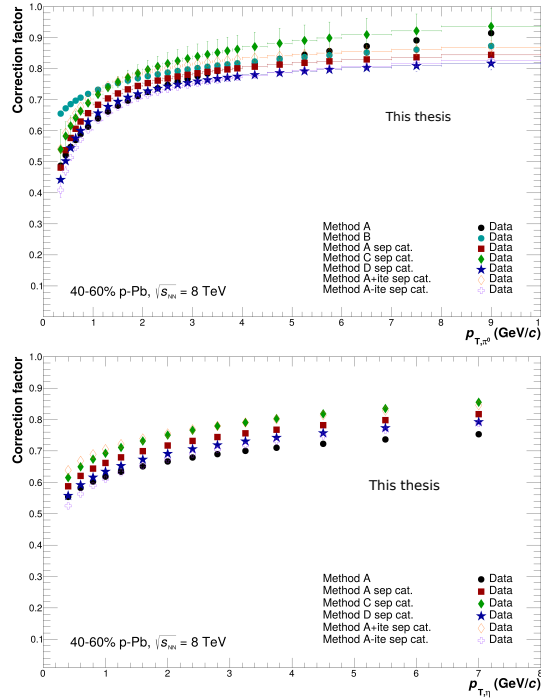 Correction factor
1.0
0.9
0.8
0.7
0.6
0.5
0.4
0.3
0.2
0.1
This thesis
Method A Data
Method B Data
Method A sep cat. Data
Method C sep cat. Data
Method D sep cat. Data
Method A+ite sep cat. Data
Method A-ite sep cat. Data
40-60% p-Pb, √s_NN = 8 TeV
0 1 2 3 4 5 6 7 8 9 1
p_T,π⁰ (GeV/c)
Correction factor
1.0
0.9
0.8
0.7
0.6
0.5
0.4
0.3
0.2
0.1
This thesis
Method A Data
Method A sep cat. Data
Method C sep cat. Data
Method D sep cat. Data
Method A+ite sep cat. Data
Method A-ite sep cat. Data
40-60% p-Pb, √s_NN = 8 TeV
0 1 2 3 4 5 6 7 8
p_T,η (GeV/c)